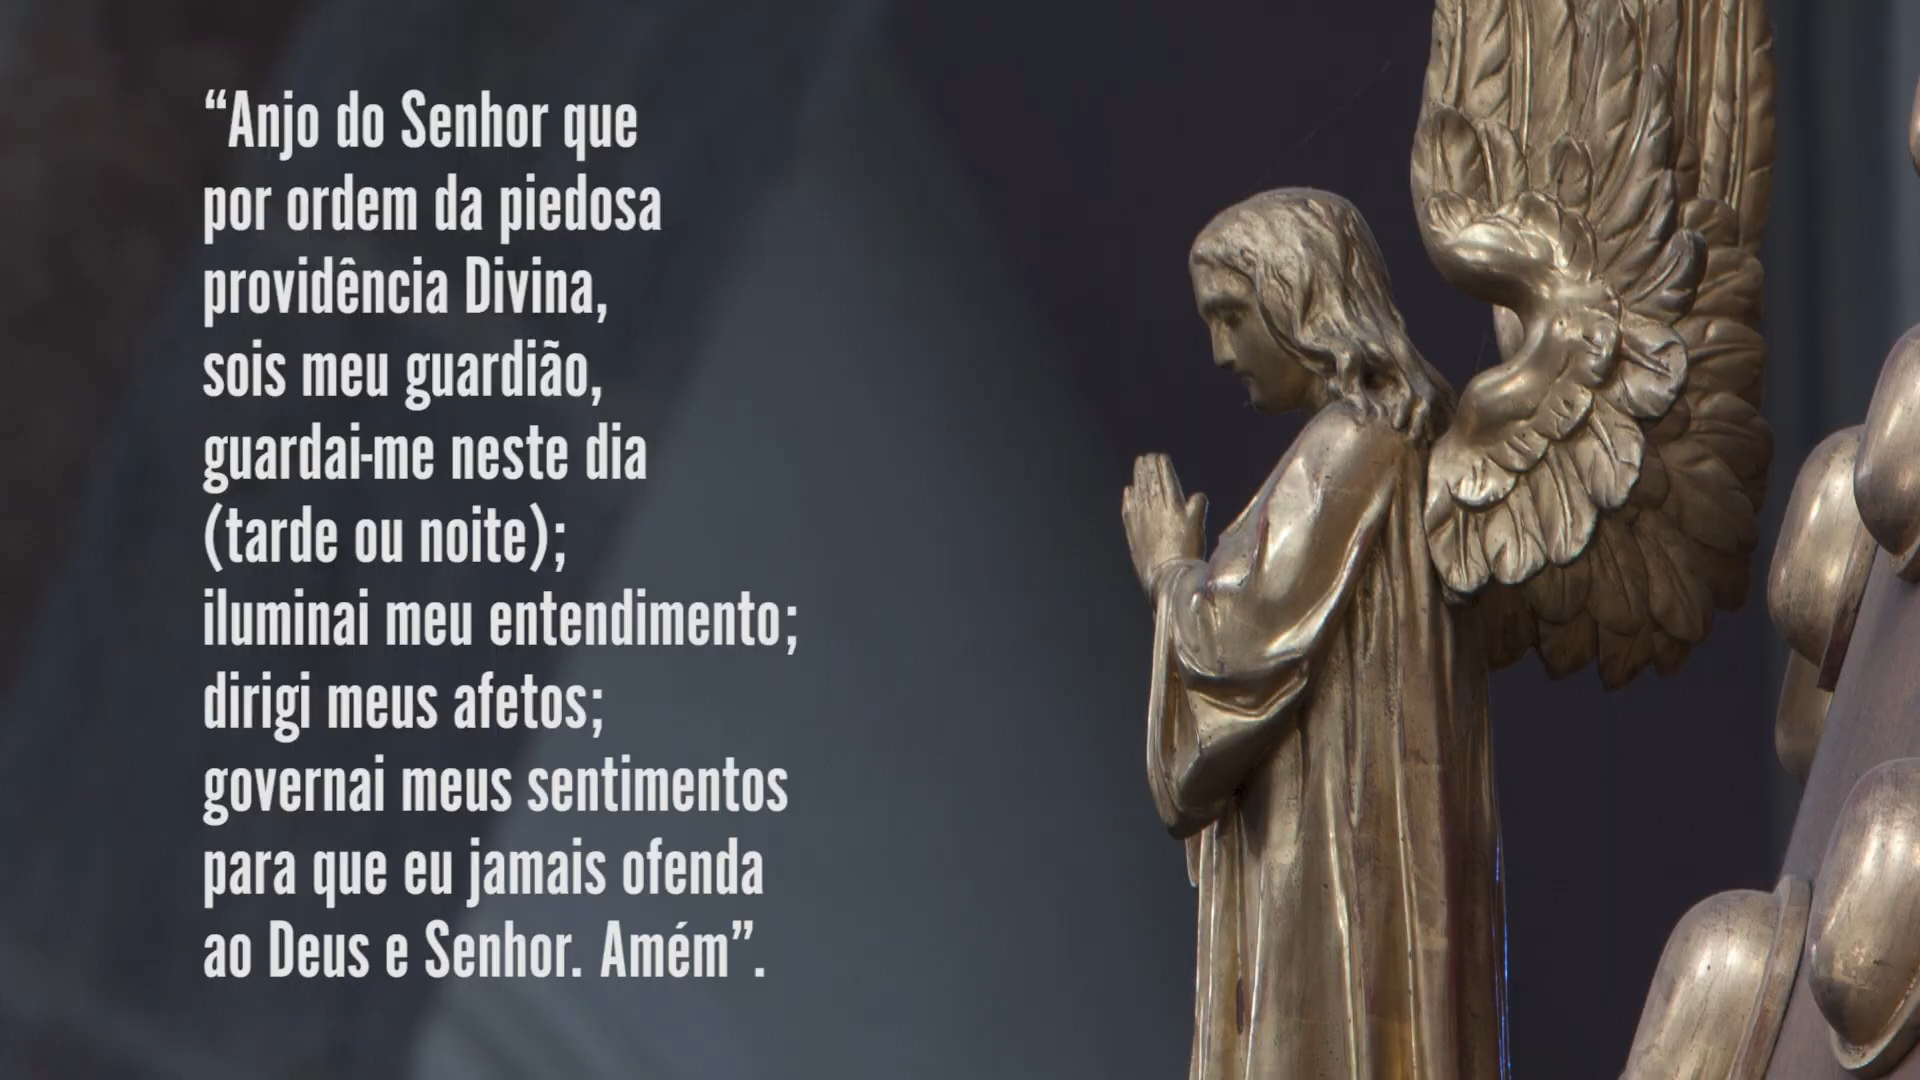 “Anjo do Senhor que
por ordem da piedosa
providência Divina,
sois meu guardião,
guardai-me neste dia
(tarde ou noite);
iluminai meu entendimento;
dirigi meus afetos;
governai meus sentimentos
para que eu jamais ofenda
ao Deus e Senhor. Amém”.